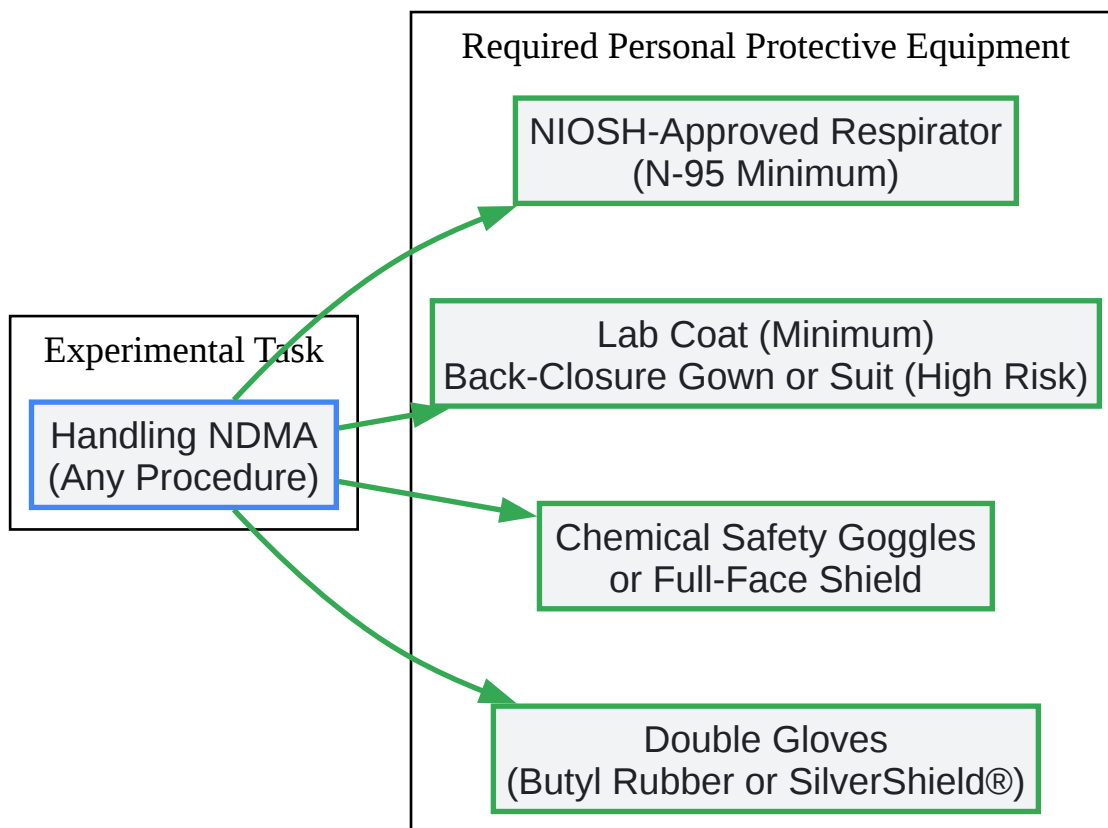 Required Personal Protective Equipment
NIOSH-Approved Respirator
(N-95 Minimum)
Experimental Task
Handling NDMA
(Any Procedure)
Lab Coat (Minimum)
Back-Closure Gown or Suit (High Risk)
Chemical Safety Goggles
or Full-Face Shield
Double Gloves
(Butyl Rubber or SilverShield®)